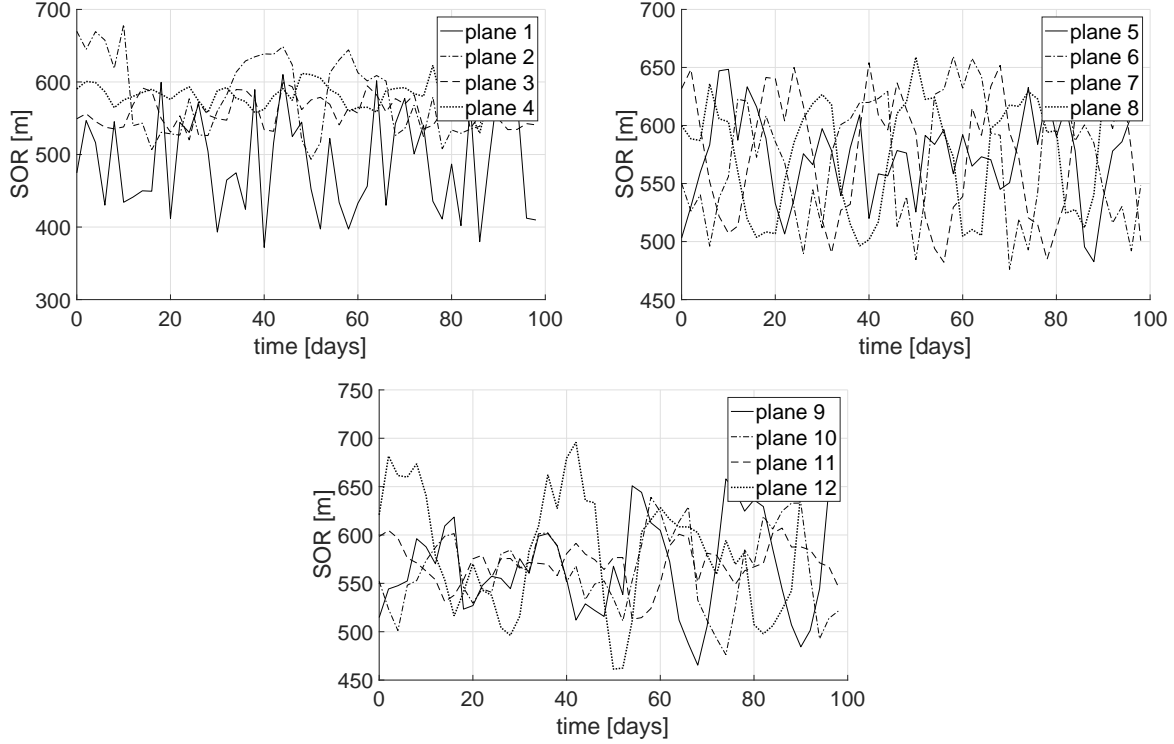 700
600
500
400
300
SOR [m]
0 20 40 60 80 100
time [days]
plane 1
plane 2
plane 3
plane 4
700
650
600
550
500
450
SOR [m]
0 20 40 60 80 100
time [days]
plane 5
plane 6
plane 7
plane 8
750
700
650
600
550
500
450
SOR [m]
0 20 40 60 80 100
time [days]
plane 9
plane 10
plane 11
plane 12